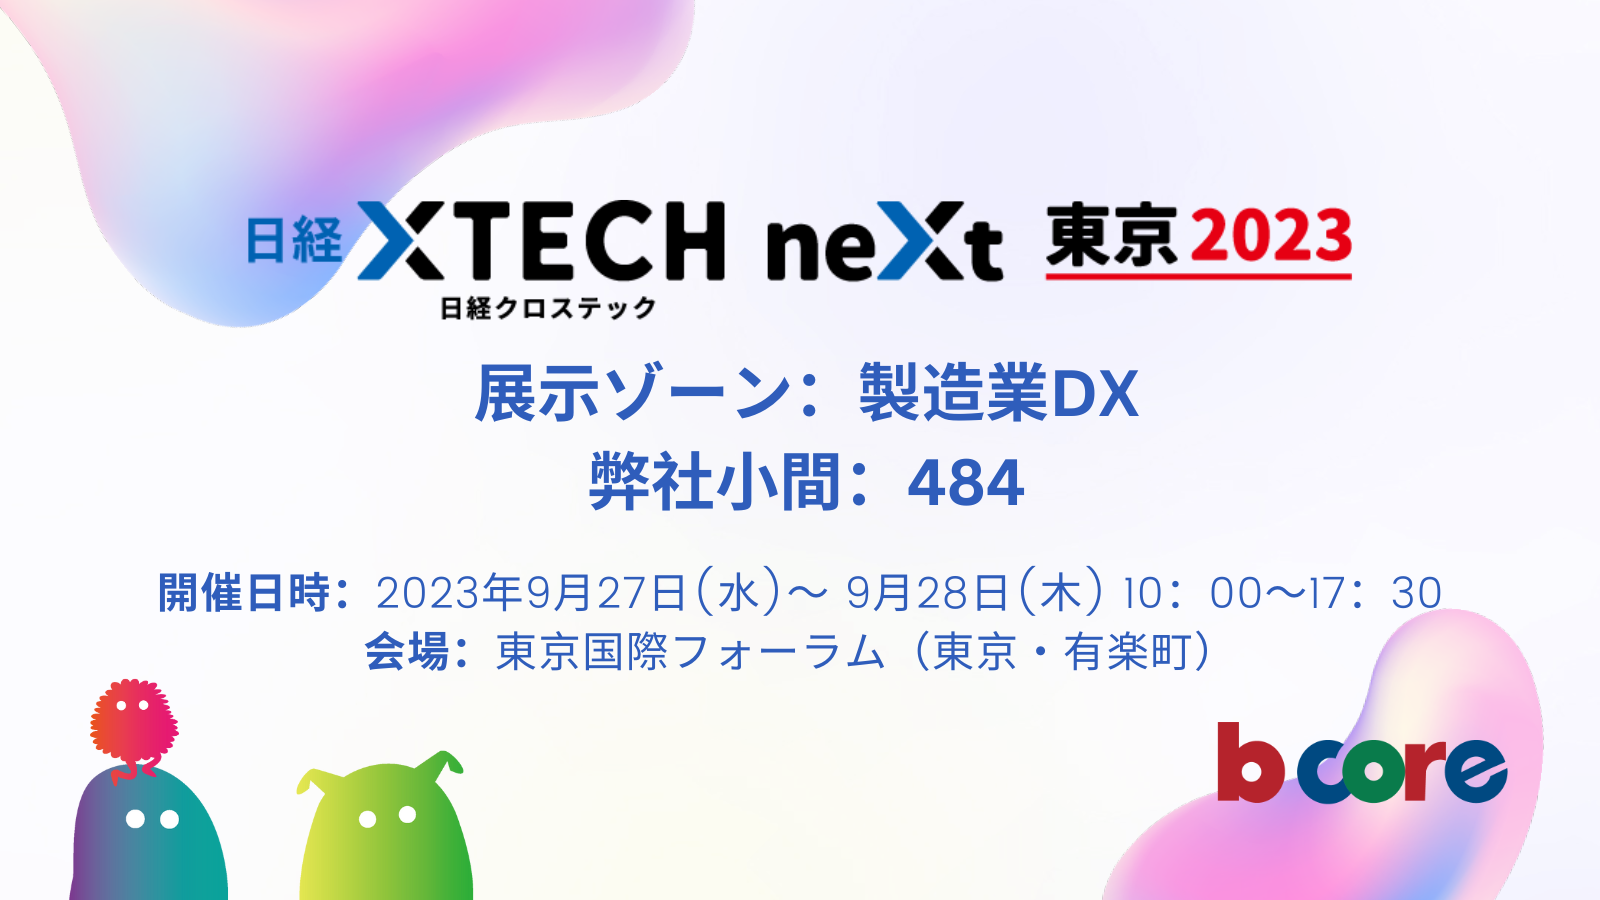 日経 XTECH neXt 東京 2023
日経クロステック
展示ゾーン：製造業DX
弊社小間：484
開催日時：2023年9月27日（水）～ 9月28日（木）10：00～17：30
会場：東京国際フォーラム（東京・有楽町）
bcore